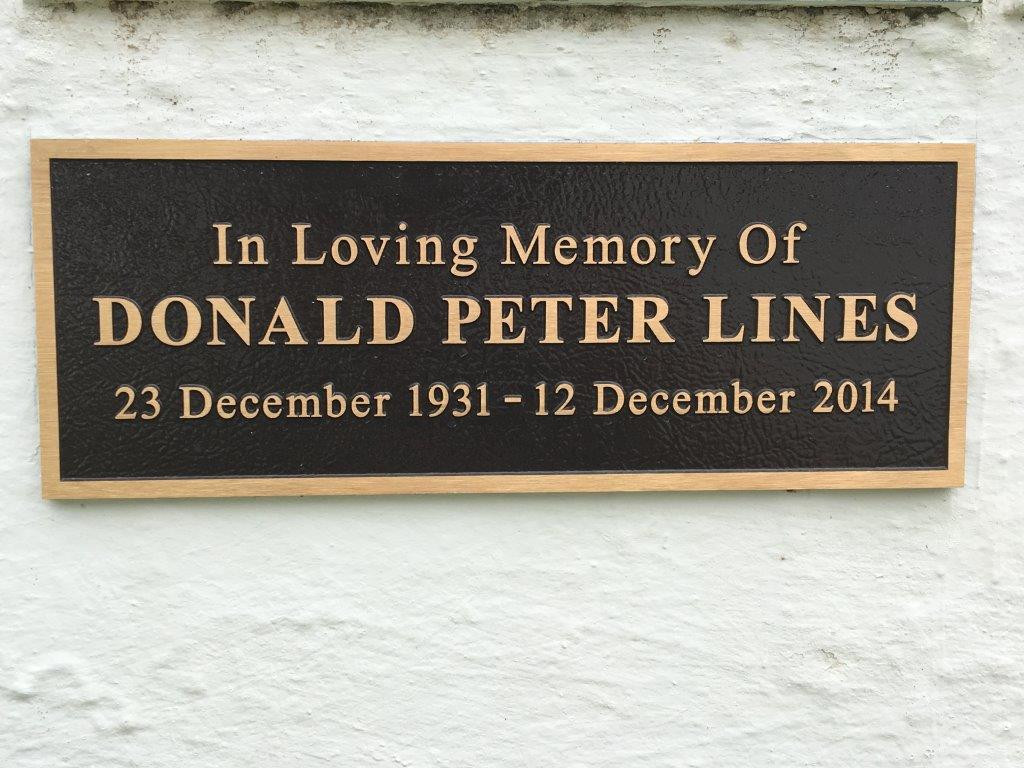 In Loving Memory Of
DONALD PETER LINES
23 December 1931 - 12 December 2014